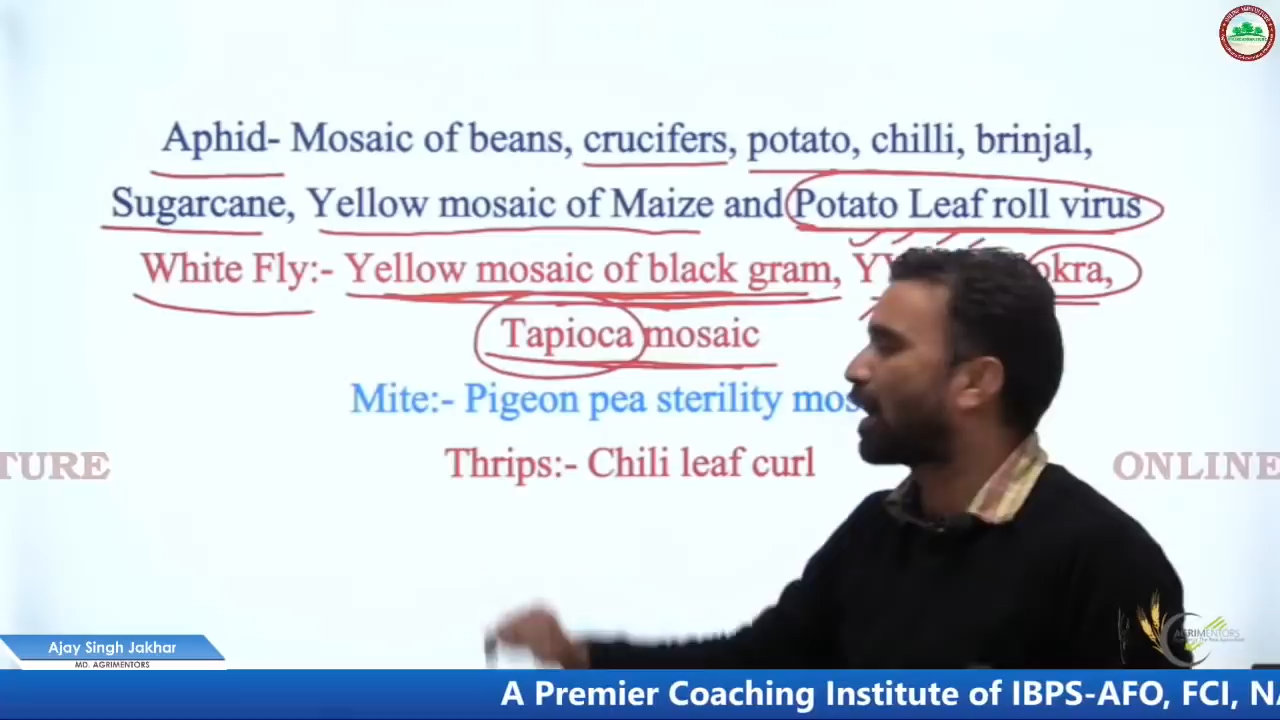 Aphid- Mosaic of beans, crucifers, potato, chilli, brinjal,
Sugarcane, Yellow mosaic of Maize and Potato Leaf roll virus
White Fly:- Yellow mosaic of black gram, okra,
Tapioca mosaic
Mite:- Pigeon pea sterility
Thrips:- Chili leaf curl
TURE
ONLINE
AGRIMENTORS
Ajay Singh Jakhar
MD. AGRIMENTORS
A Premier Coaching Institute of IBPS-AFO, FCI,